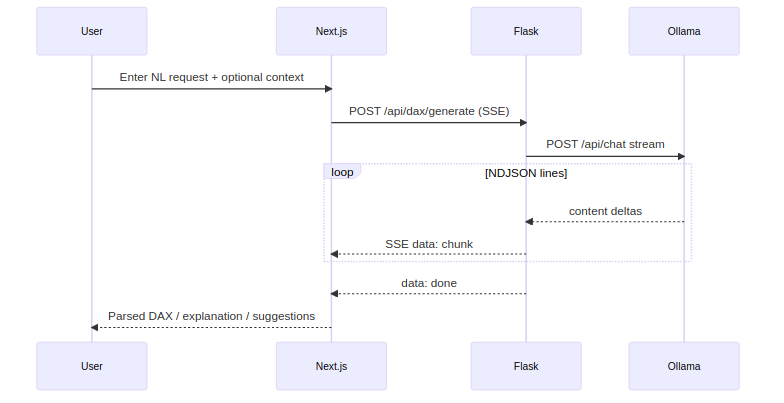 User
Next.js
Flask
Ollama
Enter NL request + optional context
POST /api/dax/generate (SSE)
POST /api/chat stream
loop
[NDJSON lines]
content deltas
SSE data: chunk
data: done
Parsed DAX / explanation / suggestions
User
Next.js
Flask
Ollama